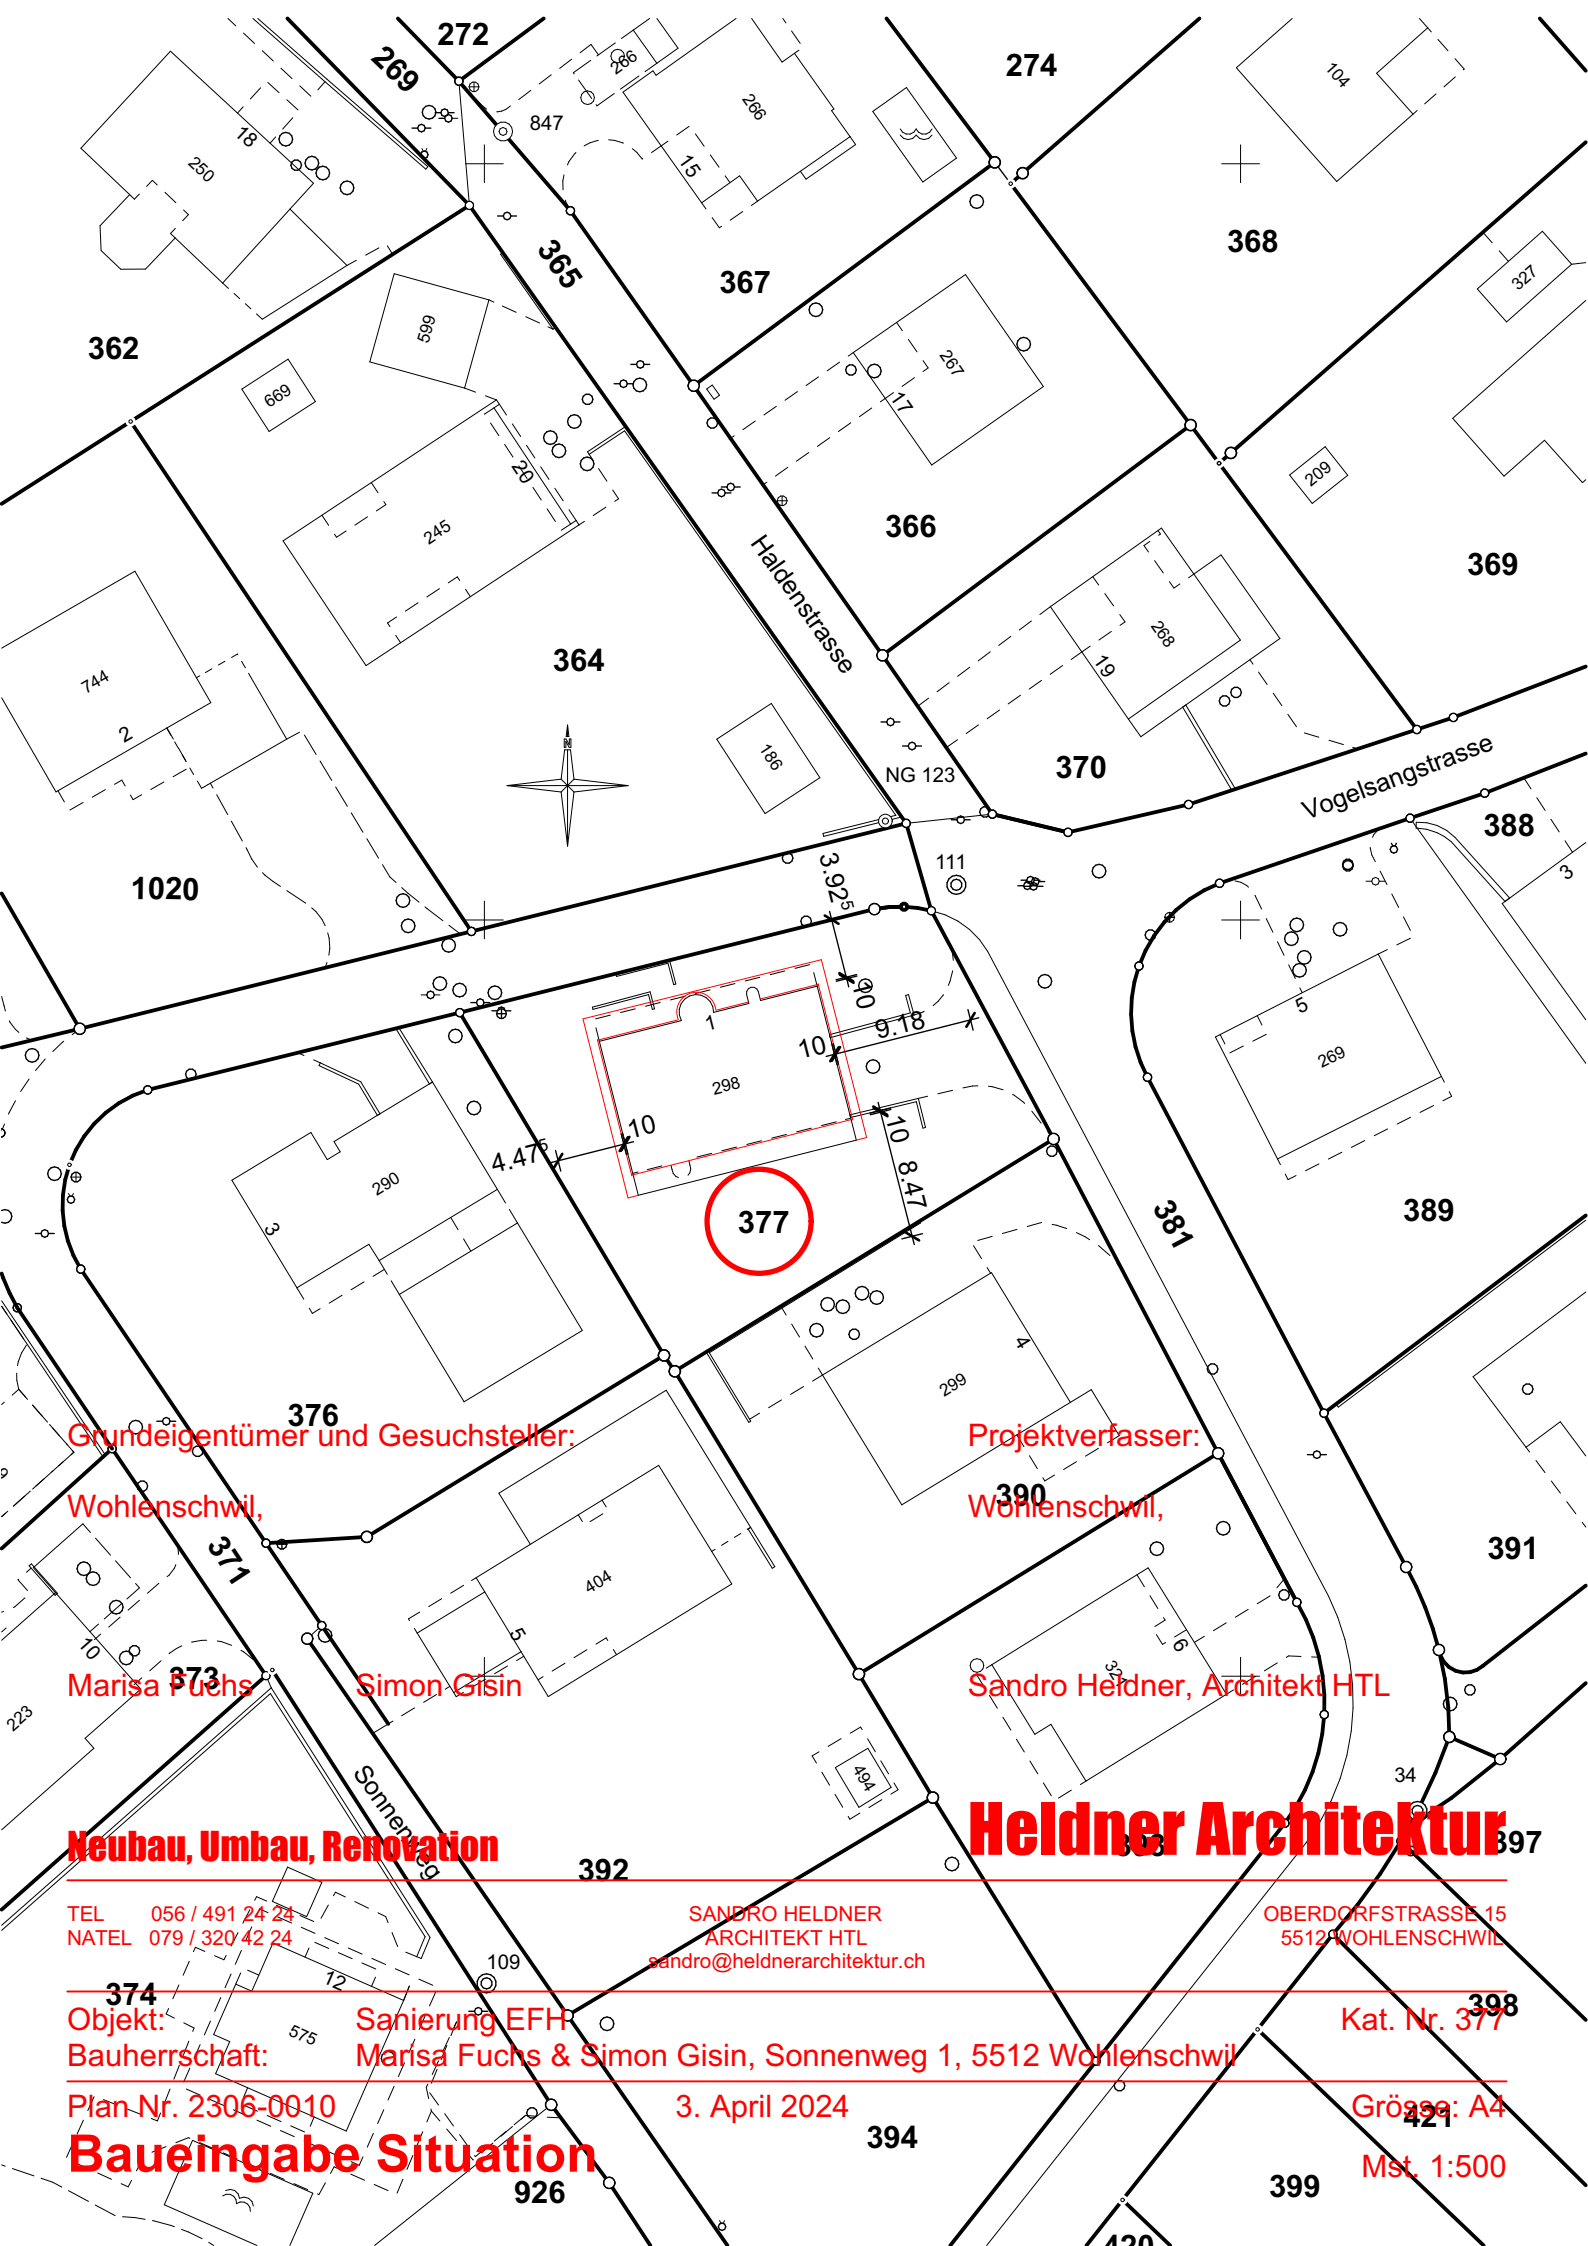 272
269
266
274
104
847
266
18
250
15
365
368
367
327
362
599
267
669
17
20
209
245
366
369
Haldenstrasse
268
364
19
744
2
N
186
NG 123
370
Vogelsangstrasse
388
3
1020
111
3.92⁵
10
9.18
10
5
269
1
298
10
4.47⁵
10
8.47
290
3
377
381
389
4
299
376
Grundeigentümer und Gesuchsteller:
Projektverfasser:
390
Wohlenschwil,
Wohlenschwil,
371
391
404
10
5
6
373
Marisa Fuchs
Simon Gisin
Sandro Heldner, Architekt HTL
223
494
34
Sonnenweg
Neubau, Umbau, Renovation
Heldner Architektur
393
397
392
TEL 056 / 491 24 24
SANDRO HELDNER
OBERDORFSTRASSE 15
NATEL 079 / 320 42 24
ARCHITEKT HTL
5512 WOHLENSCHWIL
sandro@heldnerarchitektur.ch
109
12
374
398
575
Objekt:
Sanierung EFH
Kat. Nr. 377
Bauherrschaft:
Marisa Fuchs & Simon Gisin, Sonnenweg 1, 5512 Wohlenschwil
Plan Nr. 2306-0010
3. April 2024
Grösse: A4
421
394
Baueingabe Situation
Mst. 1:500
926
399
420